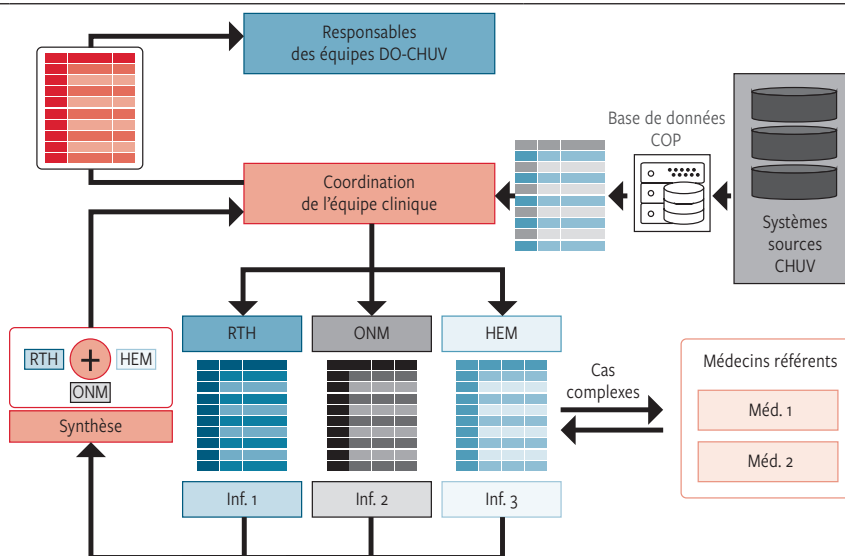 Responsables
des équipes DO-CHUV
Base de données
COP
Coordination
de l'équipe clinique
Systèmes
sources
CHUV
RTH
ONM
HEM
RTH
HEM
ONM
Synthèse
Cas
complexes
Médecins référents
Méd. 1
Méd. 2
Inf. 1
Inf. 2
Inf. 3